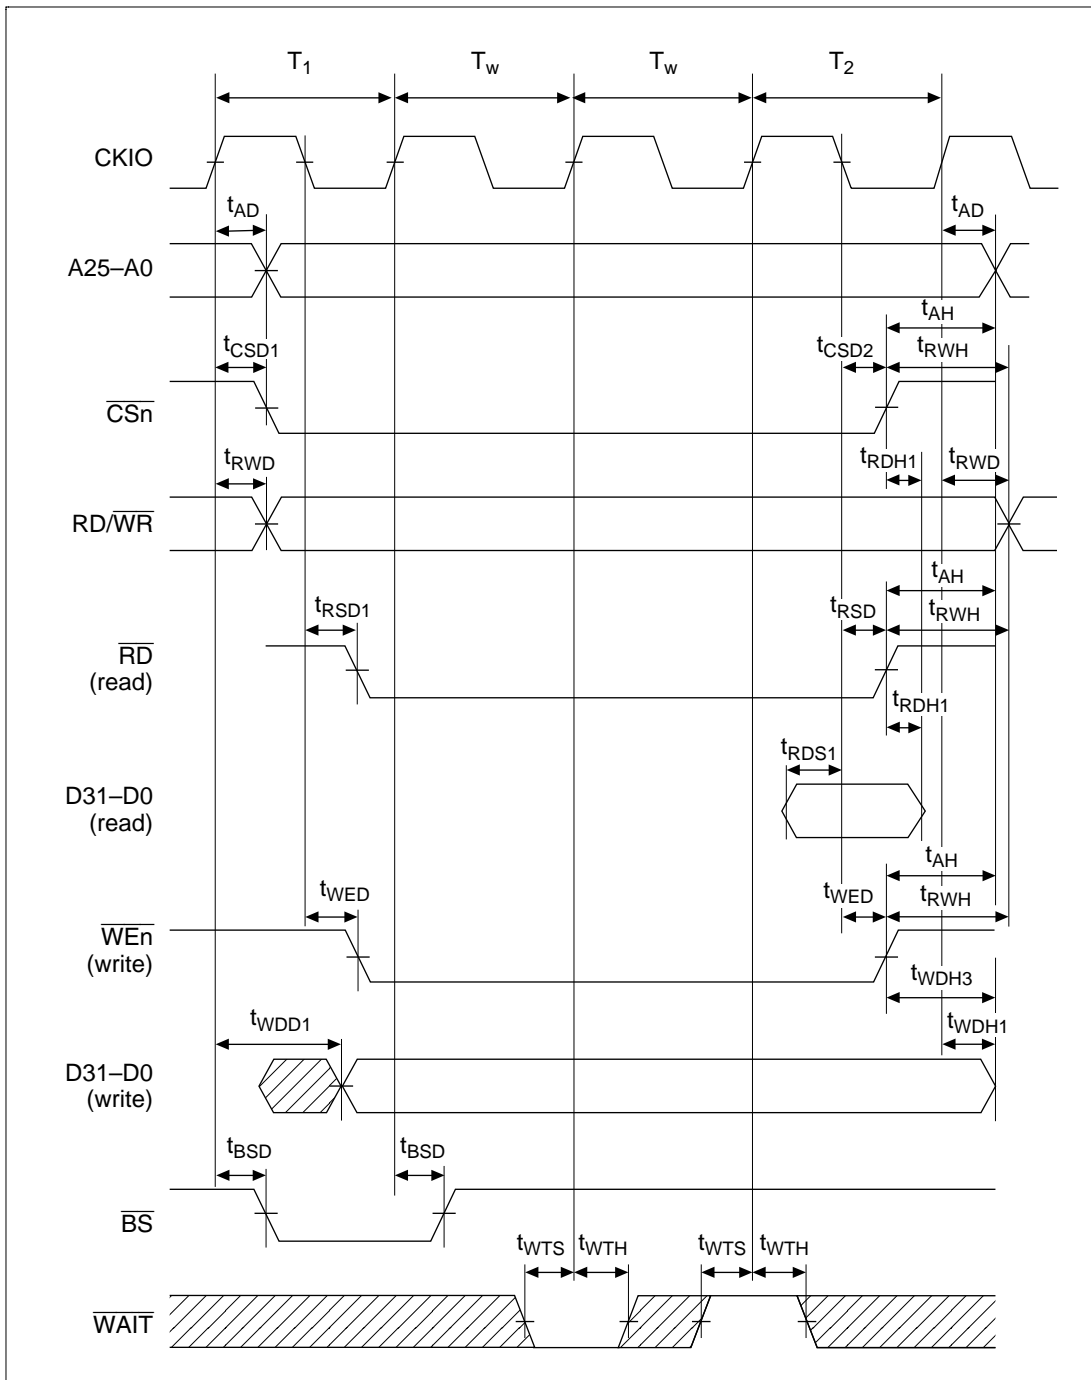 T1 Tw Tw T2
CKIO
tAD tAD
A25–A0
tAH
tCSD1 tCSD2 tRWH
CSn
tRDH1
tRWD tRWD
RD/WR
tAH
tRSD1 tRSD tRWH
RD
(read)
tRDH1
tRDS1
D31–D0
(read)
tAH
tWED tWED tRWH
WEn
(write)
tWDH3
tWDD1 tWDH1
D31–D0
(write)
tBSD tBSD
BS
tWTS tWTH tWTS tWTH
WAIT